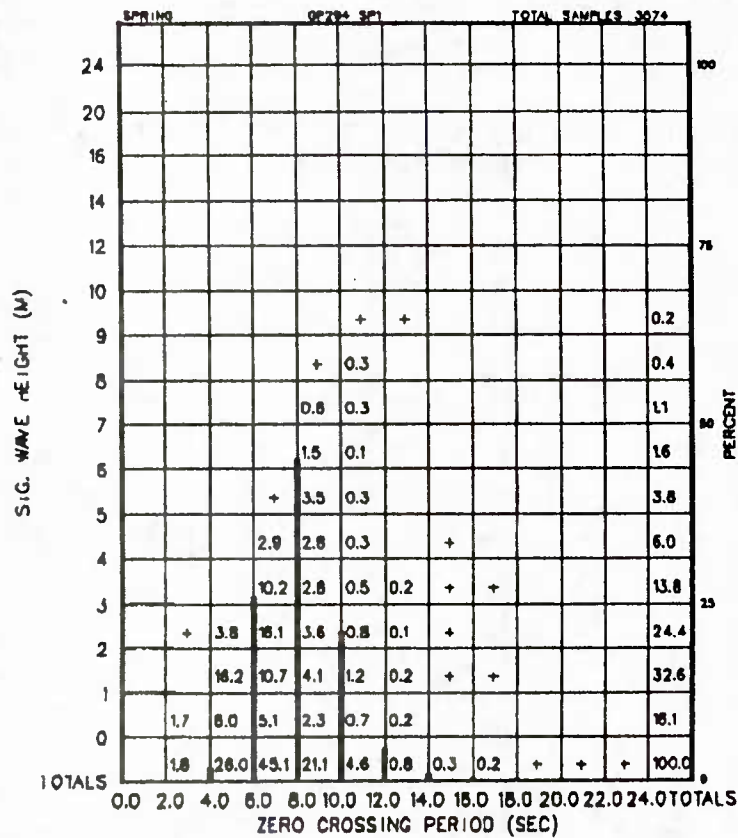 SPRING OP294 SP1 TOTAL SAMPLES 3674
24 100
20
16
14
12 75
10
+ + 0.2
9
+ 0.3 0.4
8
0.8 0.3 1.1
7 50
1.5 0.1 1.6
6
+ 3.5 0.3 3.8
5
2.9 2.8 0.3 + 6.0
4
10.2 2.8 0.5 0.2 + + 13.8
3 25
+ 3.8 16.1 3.6 0.8 0.1 + 24.4
2
16.2 10.7 4.1 1.2 0.2 + + 32.6
1
1.7 6.0 5.1 2.3 0.7 0.2 16.1
0
1.8 26.0 45.1 21.1 4.6 0.8 0.3 0.2 + + + 100.0
TOTALS 0
0.0 2.0 4.0 6.0 8.0 10.0 12.0 14.0 16.0 18.0 20.0 22.0 24.0 TOTALS
ZERO CROSSING PERIOD (SEC)
SIG. WAVE HEIGHT (M)
PERCENT